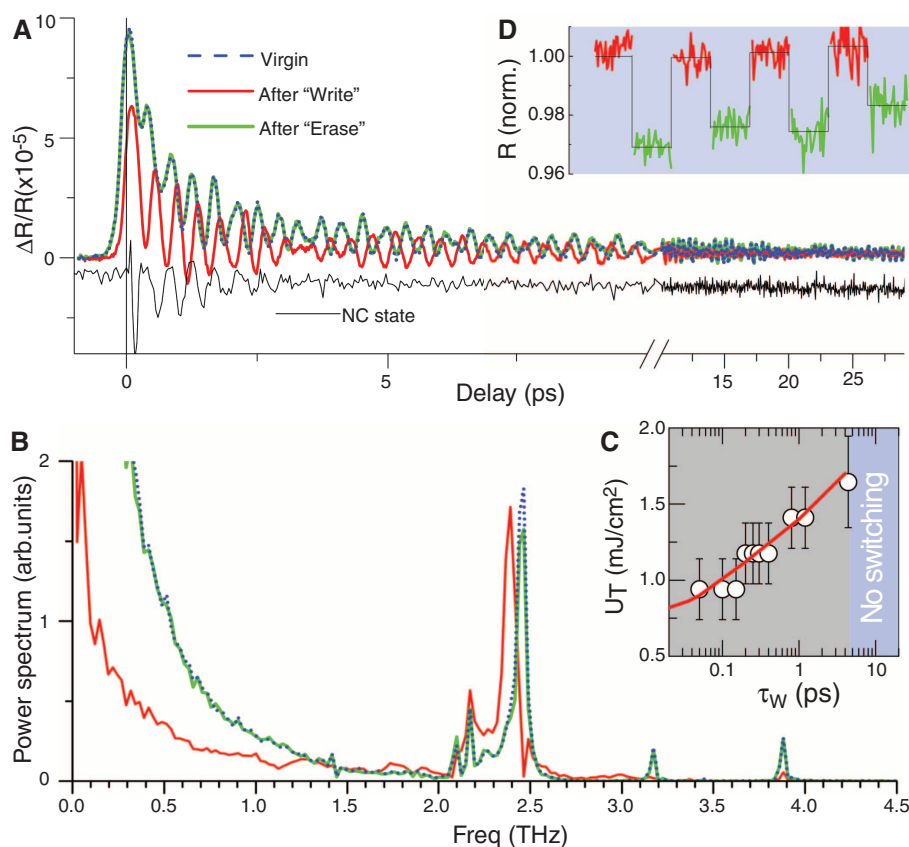 A
10
5
0
ΔR/R(x10-5)
Virgin
After "Write"
After "Erase"
NC state
0
5
15
20
25
Delay (ps)
D
1.00
0.98
0.96
R (norm.)
B
2
1
0
Power spectrum (arb.units)
0.0 0.5 1.0 1.5 2.0 2.5 3.0 3.5 4.0 4.5
Freq (THz)
C
2.0
1.5
1.0
0.5
UT (mJ/cm2)
No switching
0.1 1 10
τW (ps)